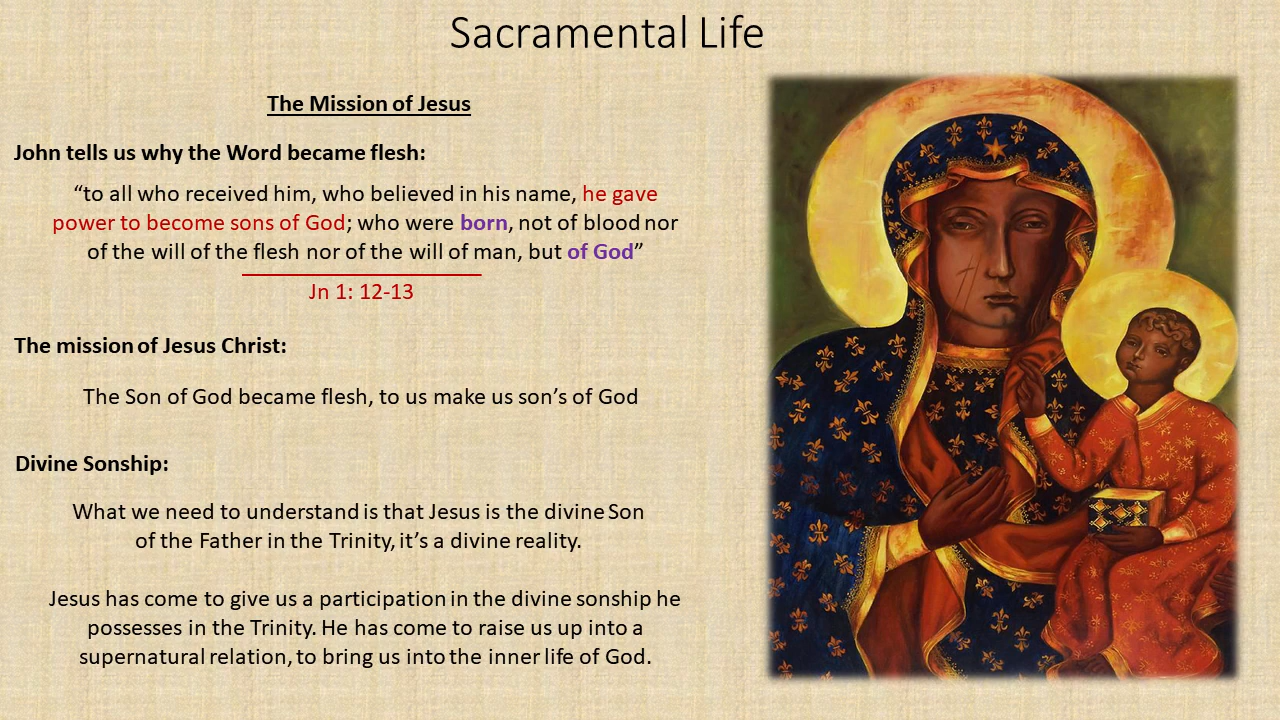 Sacramental Life
The Mission of Jesus
John tells us why the Word became flesh:
“to all who received him, who believed in his name, he gave
power to become sons of God; who were born, not of blood nor
of the will of the flesh nor of the will of man, but of God”
Jn 1: 12-13
The mission of Jesus Christ:
The Son of God became flesh, to us make us son’s of God
Divine Sonship:
What we need to understand is that Jesus is the divine Son
of the Father in the Trinity, it’s a divine reality.
Jesus has come to give us a participation in the divine sonship he
possesses in the Trinity. He has come to raise us up into a
supernatural relation, to bring us into the inner life of God.